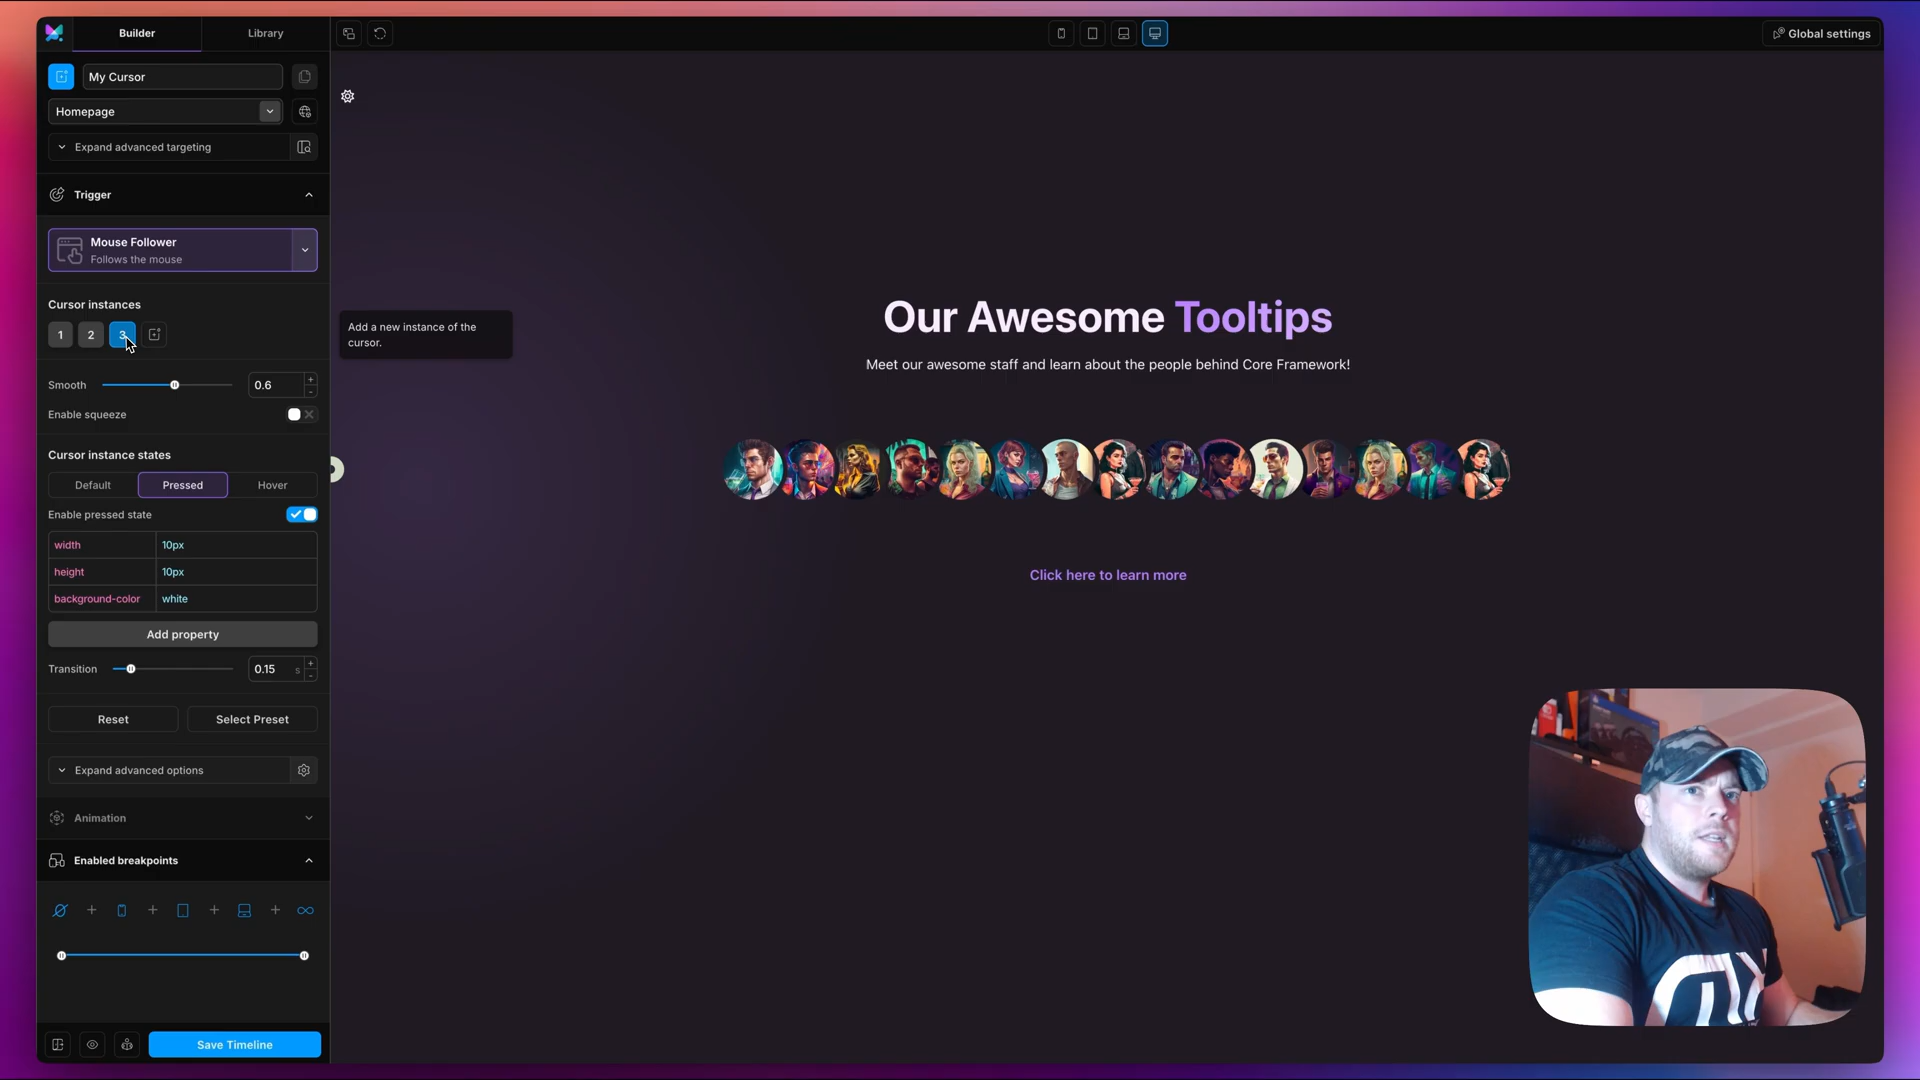 Builder
Library
Global settings
My Cursor
Homepage
Expand advanced targeting
Trigger
Mouse Follower
Follows the mouse
Cursor instances
1
2
3
Add a new instance of the
cursor.
Smooth
0.6
Enable squeeze
Cursor instance states
Default
Pressed
Hover
Enable pressed state
width
10px
height
10px
background-color
white
Add property
Transition
0.15
s
Reset
Select Preset
Expand advanced options
Animation
Enabled breakpoints
Save Timeline
Our Awesome Tooltips
Meet our awesome staff and learn about the people behind Core Framework!
Click here to learn more